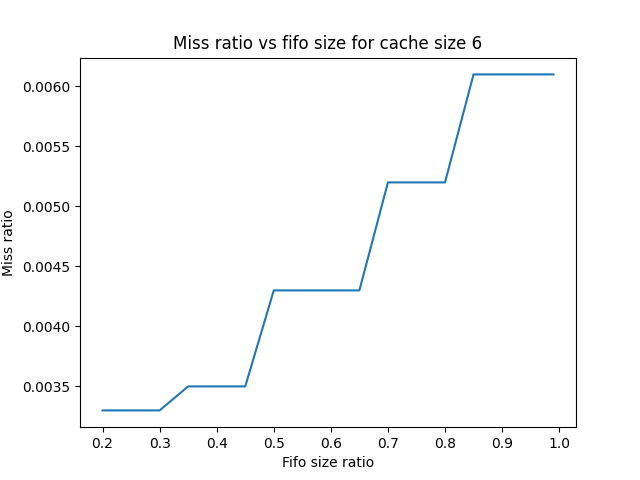 Miss ratio vs fifo size for cache size 6
0.0060
0.0055
0.0050
0.0045
0.0040
0.0035
Miss ratio
0.2 0.3 0.4 0.5 0.6 0.7 0.8 0.9 1.0
Fifo size ratio